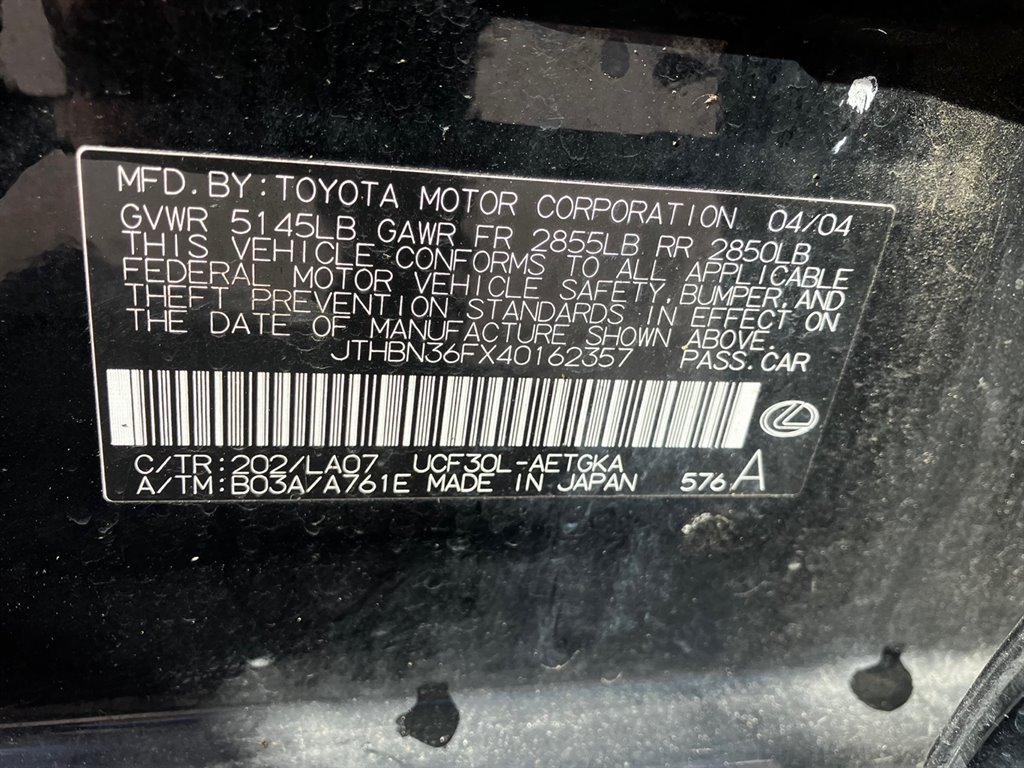 MFD. BY: TOYOTA MOTOR CORPORATION 04/04
GVWR 5145LB GAWR FR 2855LB RR 2850LB
THIS VEHICLE CONFORMS TO ALL APPLICABLE
FEDERAL MOTOR VEHICLE SAFETY, BUMPER, AND
THEFT PREVENTION STANDARDS IN EFFECT ON
THE DATE OF MANUFACTURE SHOWN ABOVE.
JTHBN36FX40162357 PASS. CAR
C/TR: 202/LA07 UCF30L-AETGKA
A/TM: B03A/A761E MADE IN JAPAN 576 A